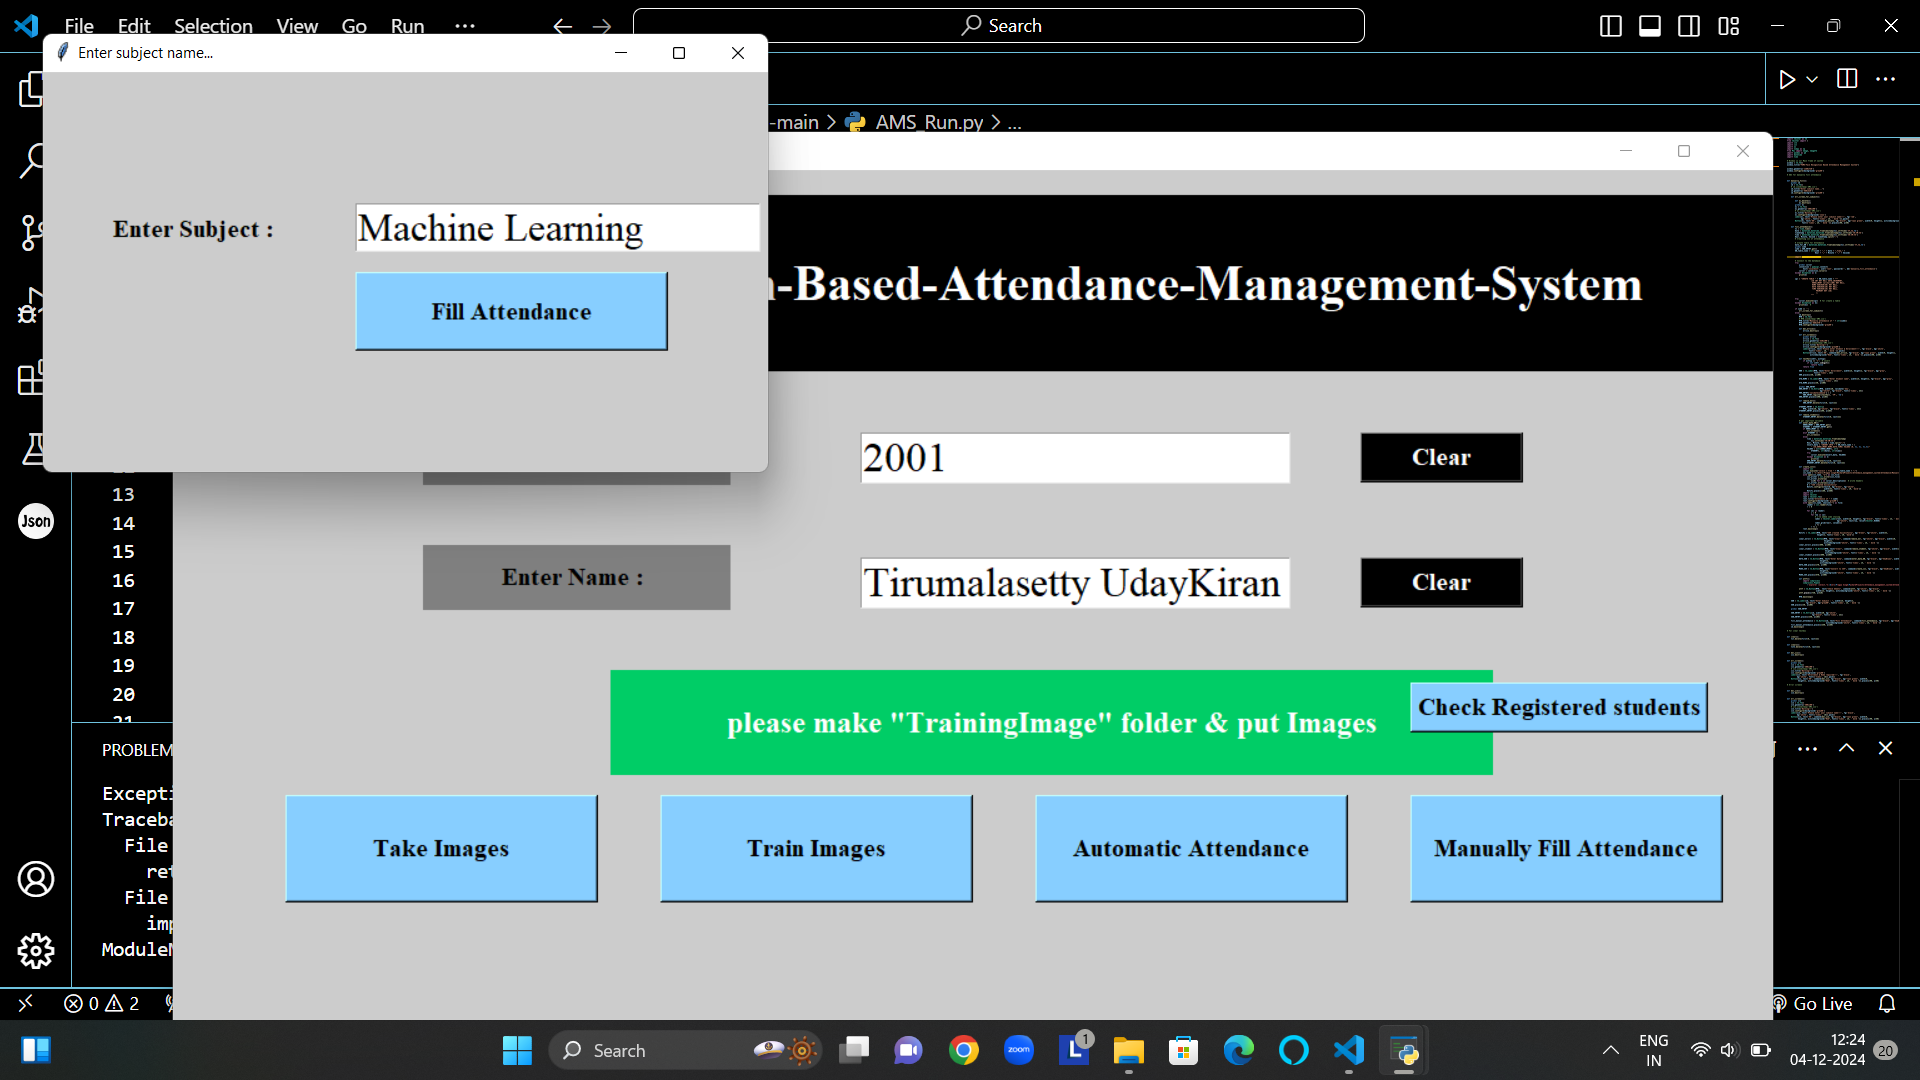 File Edit Selection View Go Run ...
Search
Enter subject name...
-main > AMS_Run.py > ...
Enter Subject :
Machine Learning
Fill Attendance
-Based-Attendance-Management-System
2001
Clear
Enter Name :
Tirumalasetty UdayKiran
Clear
please make "TrainingImage" folder & put Images
Check Registered students
Take Images
Train Images
Automatic Attendance
Manually Fill Attendance
Json
13
14
15
16
17
18
19
20
21
PROBLEM
Excepti
Traceba
File
ret
File
imp
ModuleN
0 2
Go Live
Search
zoom
L
1
ENG
IN
12:24
04-12-2024
20